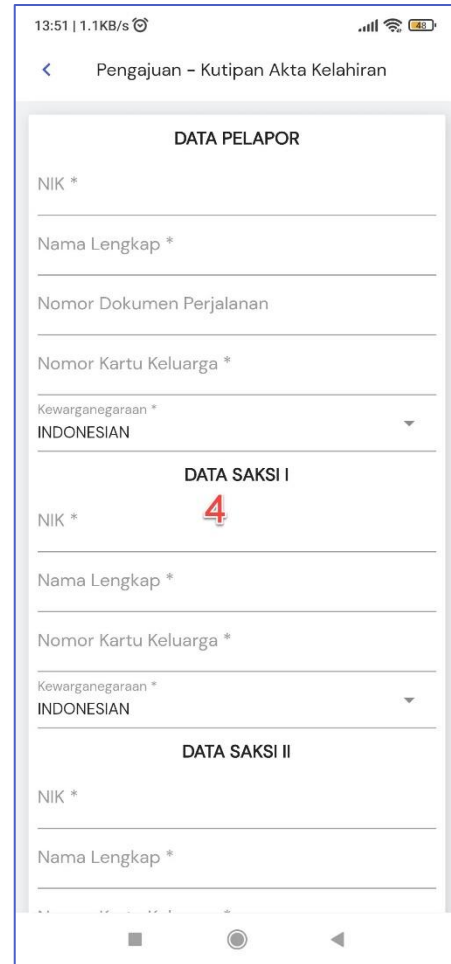 13:51 | 1.1KB/s
48
Pengajuan – Kutipan Akta Kelahiran
DATA PELAPOR
NIK *
Nama Lengkap *
Nomor Dokumen Perjalanan
Nomor Kartu Keluarga *
Kewarganegaraan *
INDONESIAN
DATA SAKSI I
4
NIK *
Nama Lengkap *
Nomor Kartu Keluarga *
Kewarganegaraan *
INDONESIAN
DATA SAKSI II
NIK *
Nama Lengkap *